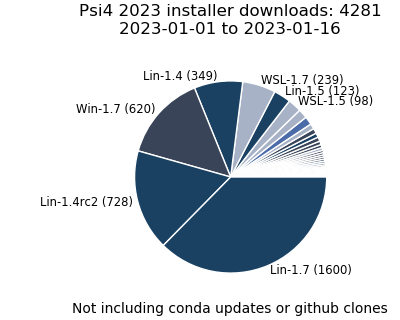 Psi4 2023 installer downloads: 4281
2023-01-01 to 2023-01-16
Lin-1.4 (349)
WSL-1.7 (239)
Lin-1.5 (123)
WSL-1.5 (98)
Win-1.7 (620)
Lin-1.4rc2 (728)
Lin-1.7 (1600)
Not including conda updates or github clones